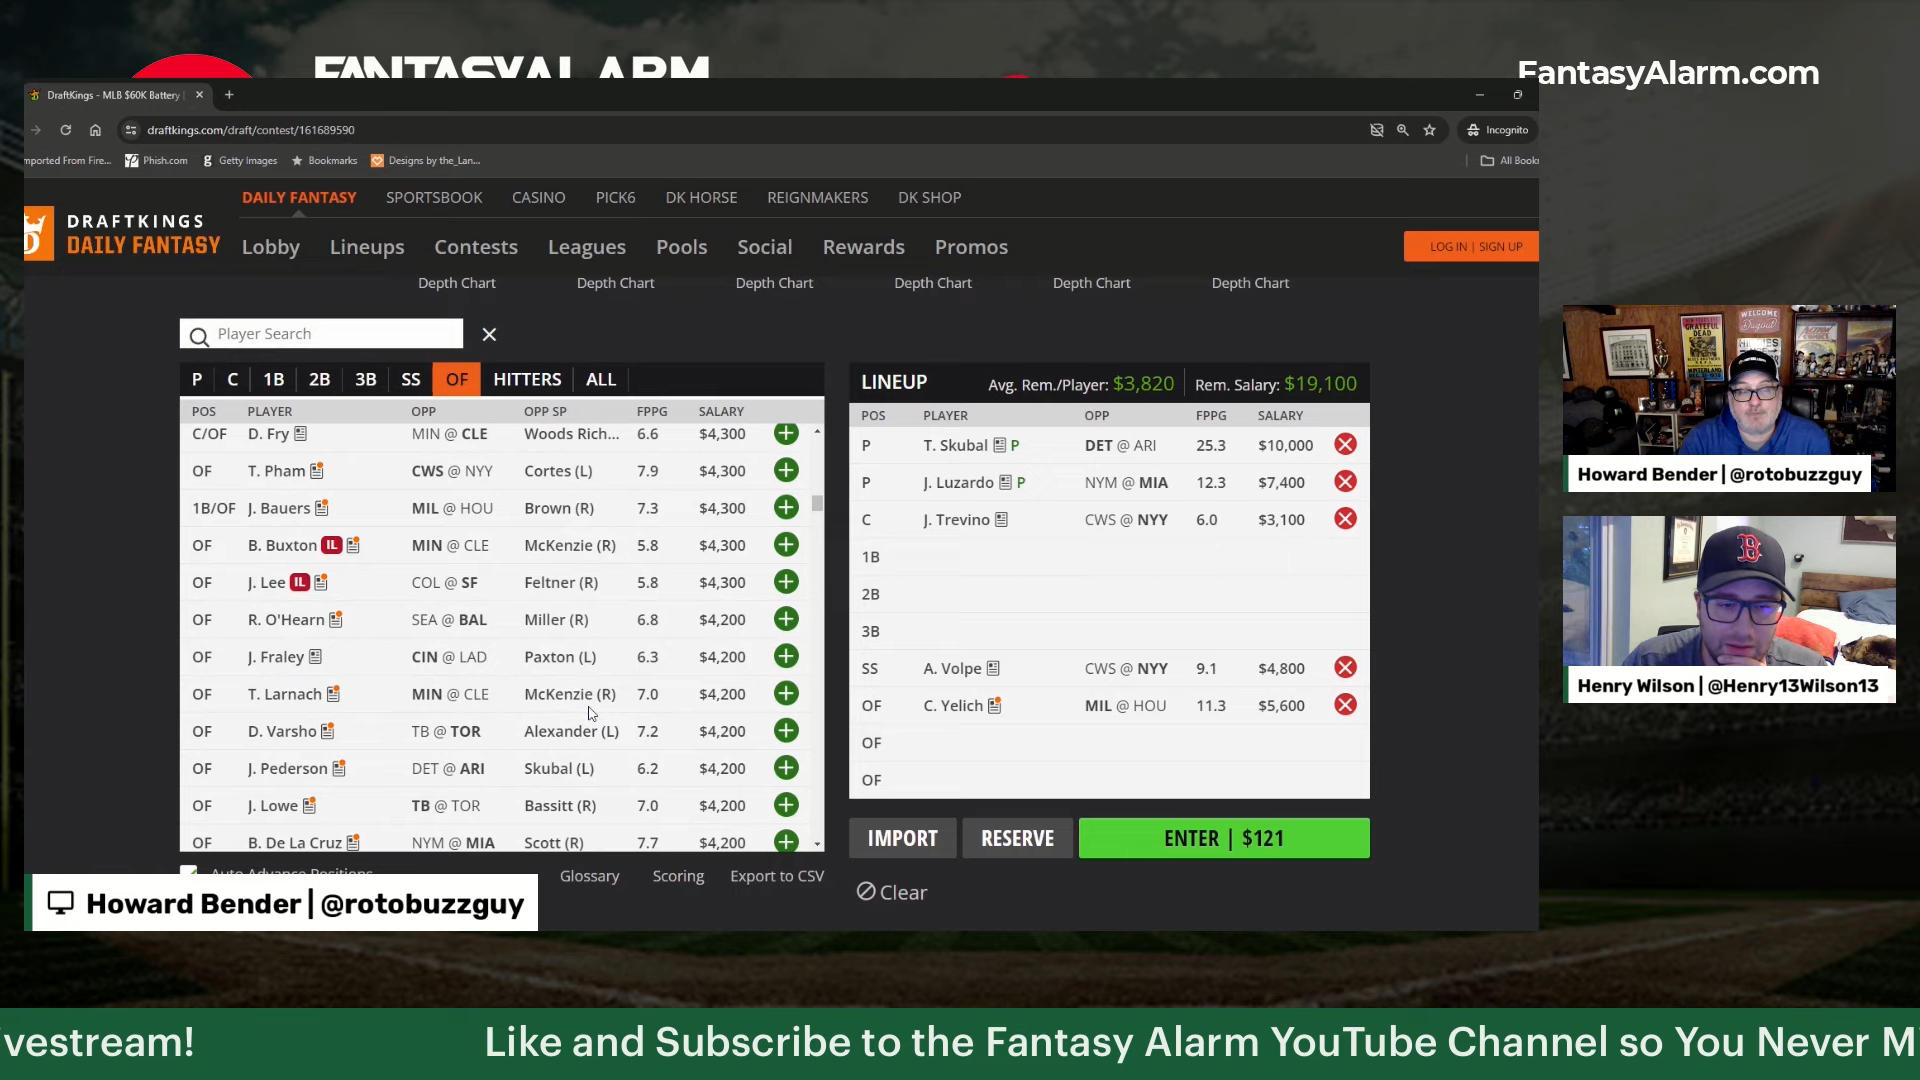 FANTASY ALARM
FantasyAlarm.com
DraftKings - MLB $60K Battery
draftkings.com/draft/contest/161689590
Incognito
mported From Fire...
Phish.com
Getty Images
Bookmarks
Designs by the_Lan...
All Book
DAILY FANTASY
SPORTSBOOK
CASINO
PICK6
DK HORSE
REIGNMAKERS
DK SHOP
DRAFTKINGS
DAILY FANTASY
Lobby
Lineups
Contests
Leagues
Pools
Social
Rewards
Promos
LOG IN | SIGN UP
Depth Chart Depth Chart Depth Chart Depth Chart Depth Chart Depth Chart
Player Search
P C 1B 2B 3B SS OF HITTERS ALL
POS PLAYER OPP OPP SP FPPG SALARY
C/OF D. Fry MIN @ CLE Woods Rich... 6.6 $4,300
OF T. Pham CWS @ NYY Cortes (L) 7.9 $4,300
1B/OF J. Bauers MIL @ HOU Brown (R) 7.3 $4,300
OF B. Buxton IL MIN @ CLE McKenzie (R) 5.8 $4,300
OF J. Lee IL COL @ SF Feltner (R) 5.8 $4,300
OF R. O'Hearn SEA @ BAL Miller (R) 6.8 $4,200
OF J. Fraley CIN @ LAD Paxton (L) 6.3 $4,200
OF T. Larnach MIN @ CLE McKenzie (R) 7.0 $4,200
OF D. Varsho TB @ TOR Alexander (L) 7.2 $4,200
OF J. Pederson DET @ ARI Skubal (L) 6.2 $4,200
OF J. Lowe TB @ TOR Bassitt (R) 7.0 $4,200
OF B. De La Cruz NYM @ MIA Scott (R) 7.7 $4,200
Auto Advance Positions
Glossary
Scoring
Export to CSV
LINEUP Avg. Rem./Player: $3,820 Rem. Salary: $19,100
POS PLAYER OPP FPPG SALARY
P T. Skubal P DET @ ARI 25.3 $10,000
P J. Luzardo P NYM @ MIA 12.3 $7,400
C J. Trevino CWS @ NYY 6.0 $3,100
1B
2B
3B
SS A. Volpe CWS @ NYY 9.1 $4,800
OF C. Yelich MIL @ HOU 11.3 $5,600
OF
OF
IMPORT
RESERVE
ENTER | $121
Clear
Howard Bender | @rotobuzzguy
WELCOME
Dugout
GRATEFUL
DEAD
WINTERLAND
Howard Bender | @rotobuzzguy
B
Henry Wilson | @Henry13Wilson13
vestream!
Like and Subscribe to the Fantasy Alarm YouTube Channel so You Never M